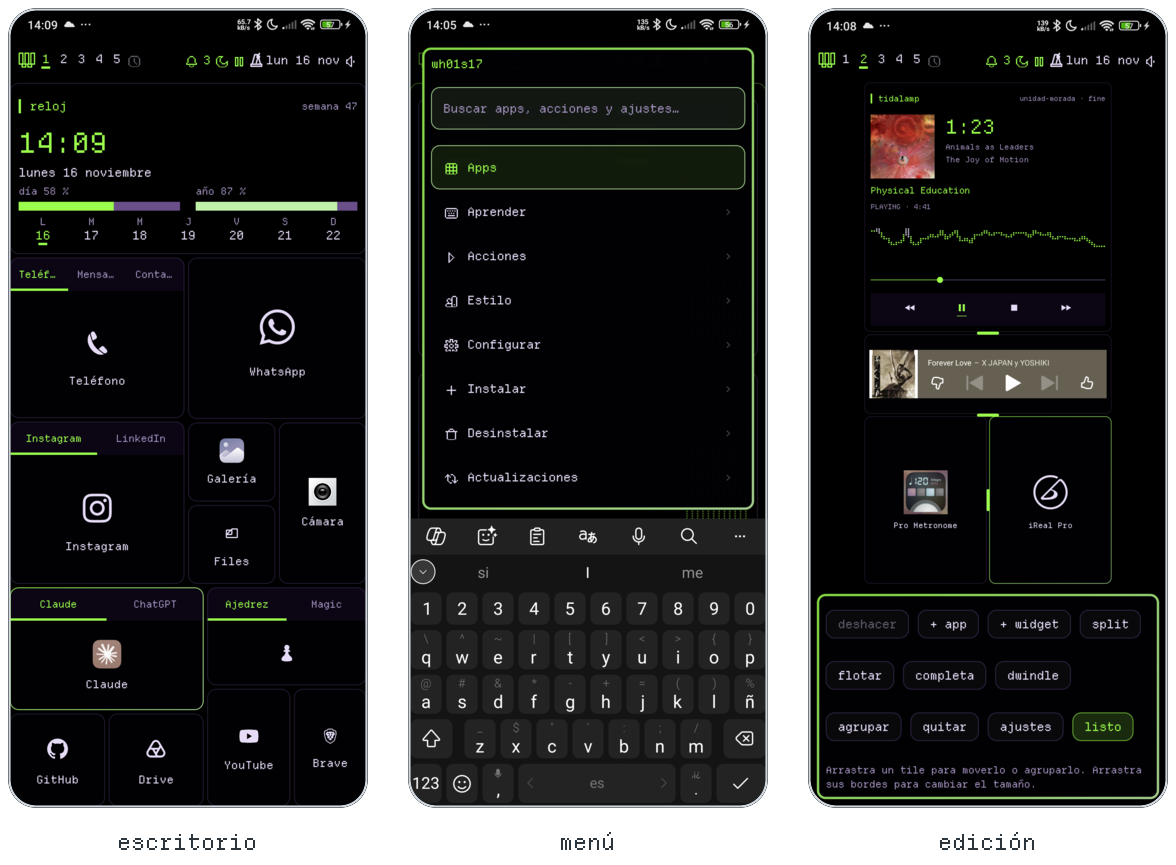 14:09
65.7
kB/s
57
1 2 3 4 5
3
lun 16 nov
reloj
semana 47
14:09
lunes 16 noviembre
día 58 %
año 87 %
L M M J V S D
16 17 18 19 20 21 22
Teléf… Mensa… Conta…
Teléfono
WhatsApp
Instagram LinkedIn
Instagram
Galería
Files
Cámara
Claude ChatGPT
Claude
Ajedrez Magic
GitHub
Drive
YouTube
Brave
escritorio
14:05
135
kB/s
56
wh01s17
Buscar apps, acciones y ajustes…
Apps
Aprender
Acciones
Estilo
Configurar
Instalar
Desinstalar
Actualizaciones
si I me
1 2 3 4 5 6 7 8 9 0
\ ^ ~ | [ ] < > { }
q w e r t y u i o p
@ # & * - + = ( ) %
a s d f g h j k l ñ
_ $ " ' : ; /
z x c v b n m
123 , es .
menú
14:08
139
kB/s
57
1 2 3 4 5
3
lun 16 nov
tidalamp
unidad-morada · fine
1:23
Animals as Leaders
The Joy of Motion
Physical Education
PLAYING · 4:41
Forever Love – X JAPAN y YOSHIKI
120
Pro Metronome
iReal Pro
deshacer + app + widget split
flotar completa dwindle
agrupar quitar ajustes listo
Arrastra un tile para moverlo o agruparlo. Arrastra
sus bordes para cambiar el tamaño.
edición